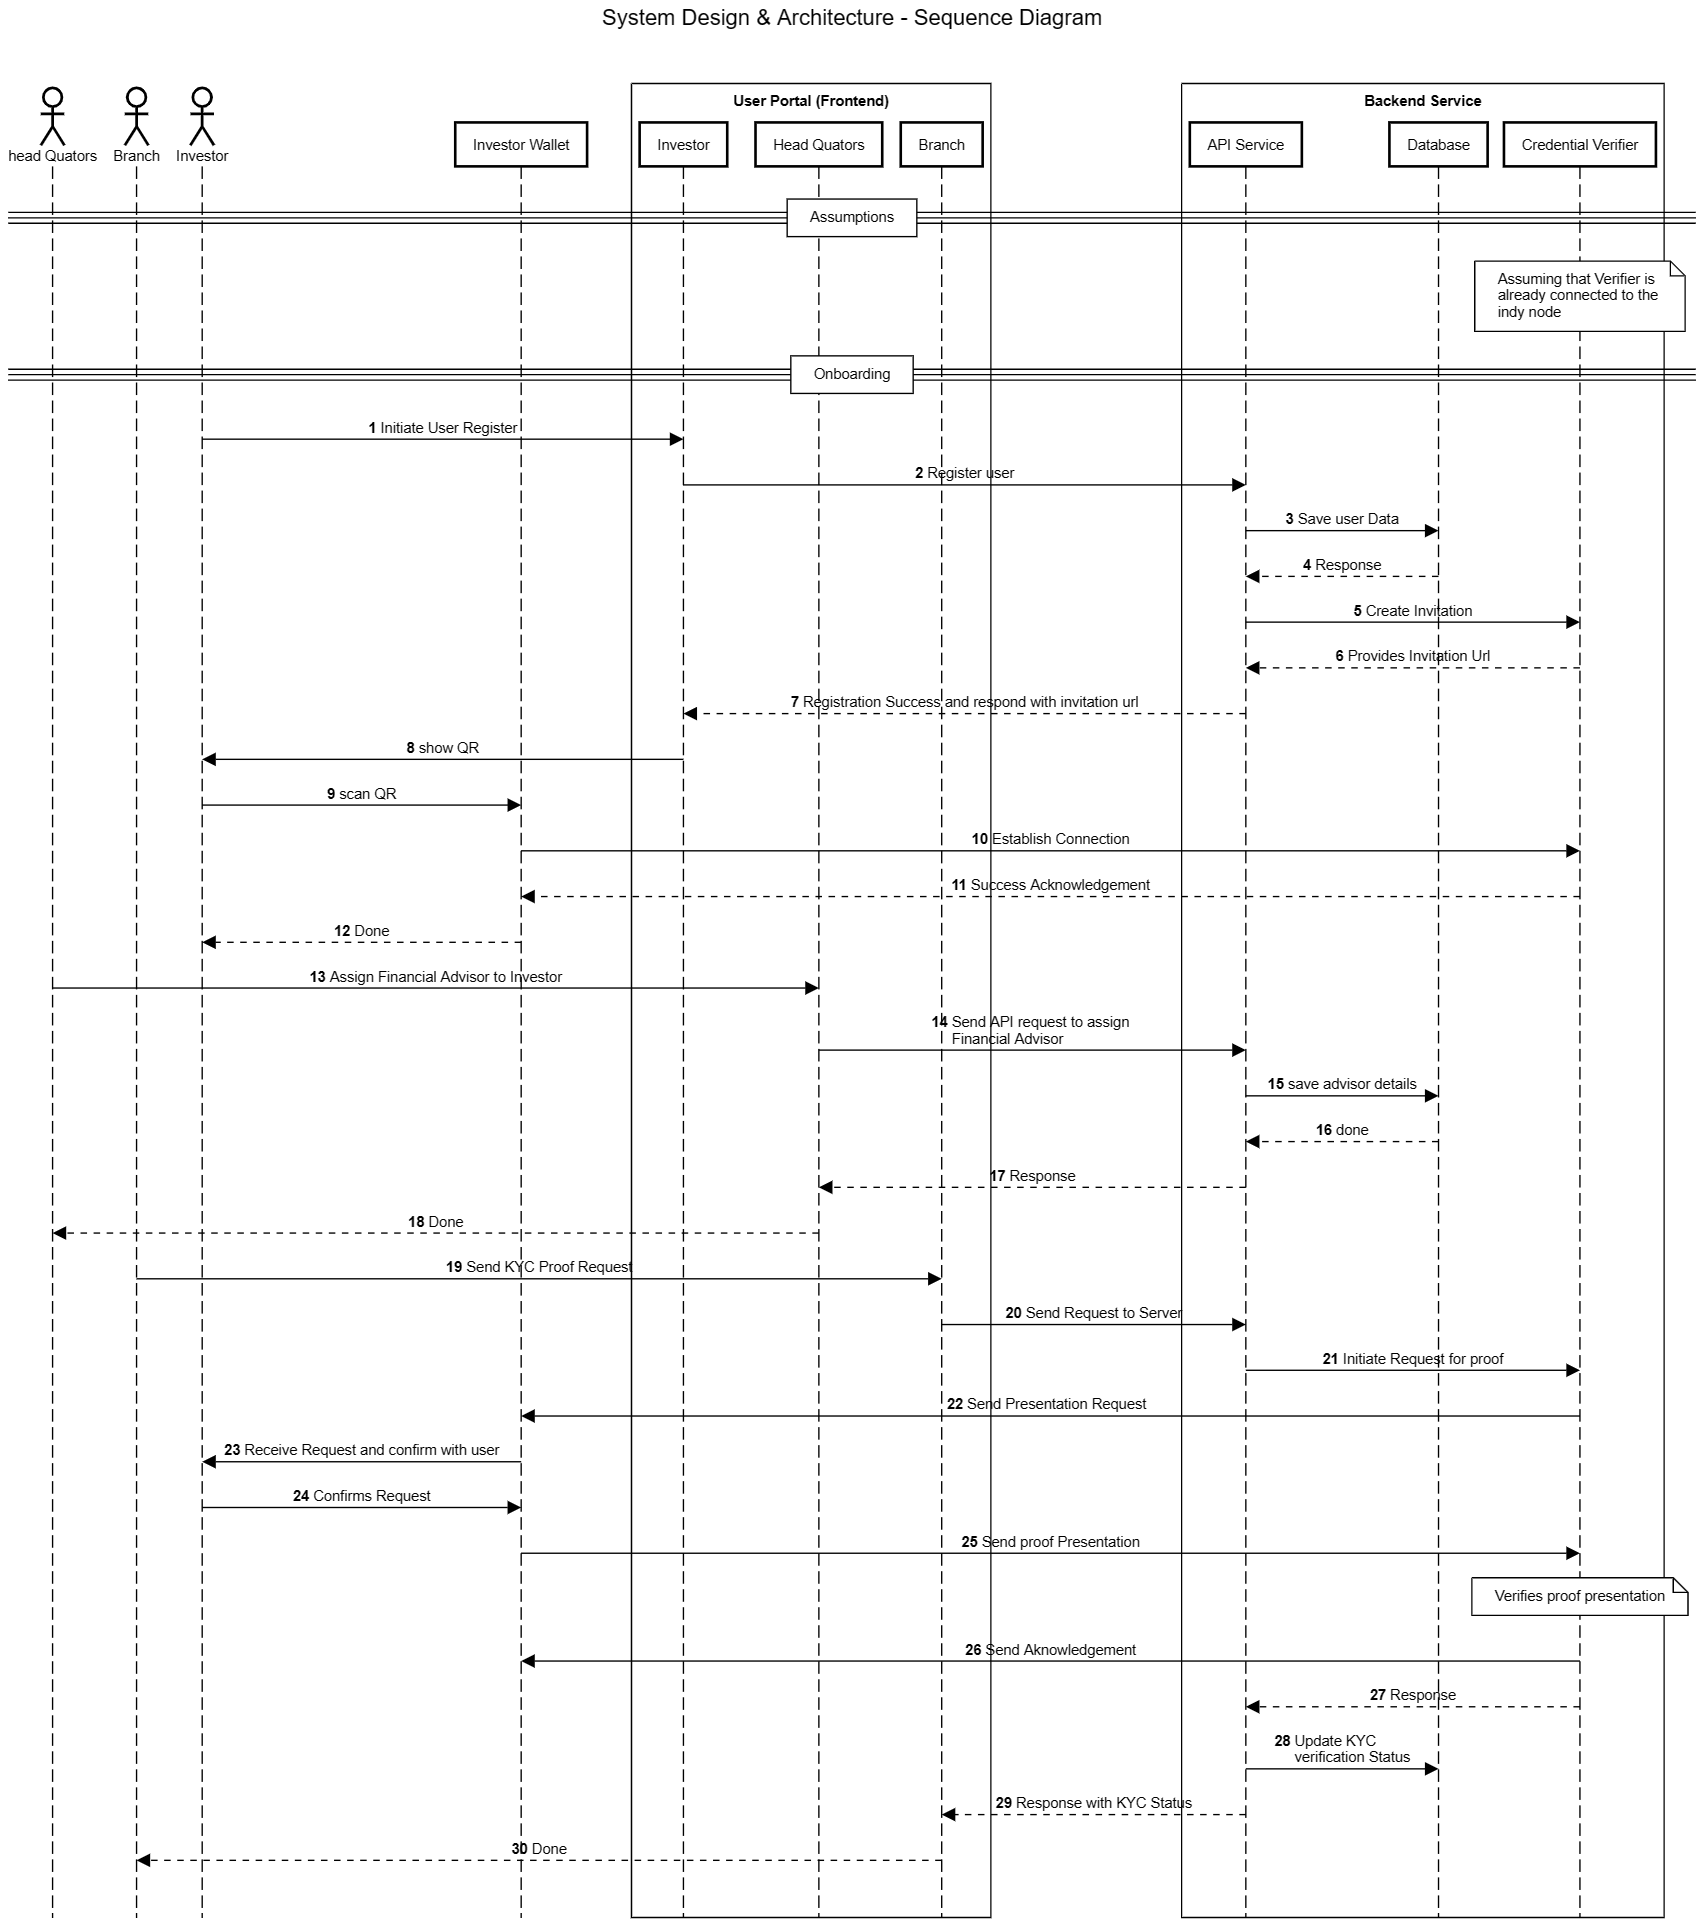 System Design & Architecture - Sequence Diagram
User Portal (Frontend)
Backend Service
head Quators
Branch
Investor
Investor Wallet
Investor
Head Quators
Branch
API Service
Database
Credential Verifier
Assumptions
Assuming that Verifier is
already connected to the
indy node
Onboarding
1 Initiate User Register
2 Register user
3 Save user Data
4 Response
5 Create Invitation
6 Provides Invitation Url
7 Registration Success and respond with invitation url
8 show QR
9 scan QR
10 Establish Connection
11 Success Acknowledgement
12 Done
13 Assign Financial Advisor to Investor
14 Send API request to assign
Financial Advisor
15 save advisor details
16 done
17 Response
18 Done
19 Send KYC Proof Request
20 Send Request to Server
21 Initiate Request for proof
22 Send Presentation Request
23 Receive Request and confirm with user
24 Confirms Request
25 Send proof Presentation
Verifies proof presentation
26 Send Aknowledgement
27 Response
28 Update KYC
verification Status
29 Response with KYC Status
30 Done